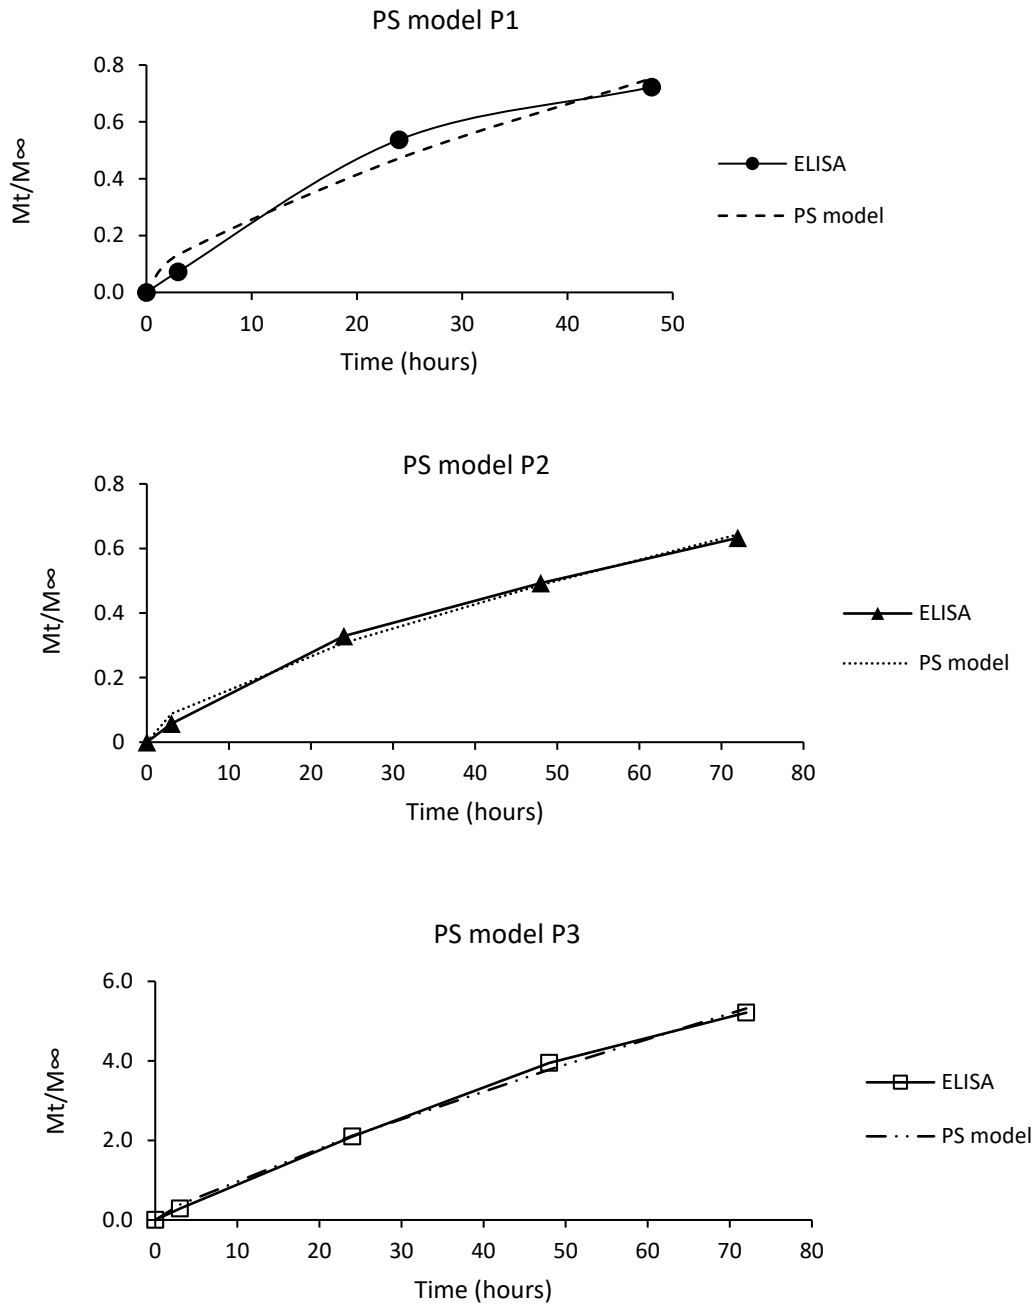 PS model P1
0.8
0.6
0.4
0.2
0.0
Mt/M∞
0 10 20 30 40 50
Time (hours)
ELISA
PS model
PS model P2
0.8
0.6
0.4
0.2
0
Mt/M∞
0 10 20 30 40 50 60 70 80
Time (hours)
ELISA
PS model
PS model P3
6.0
4.0
2.0
0.0
Mt/M∞
0 10 20 30 40 50 60 70 80
Time (hours)
ELISA
PS model